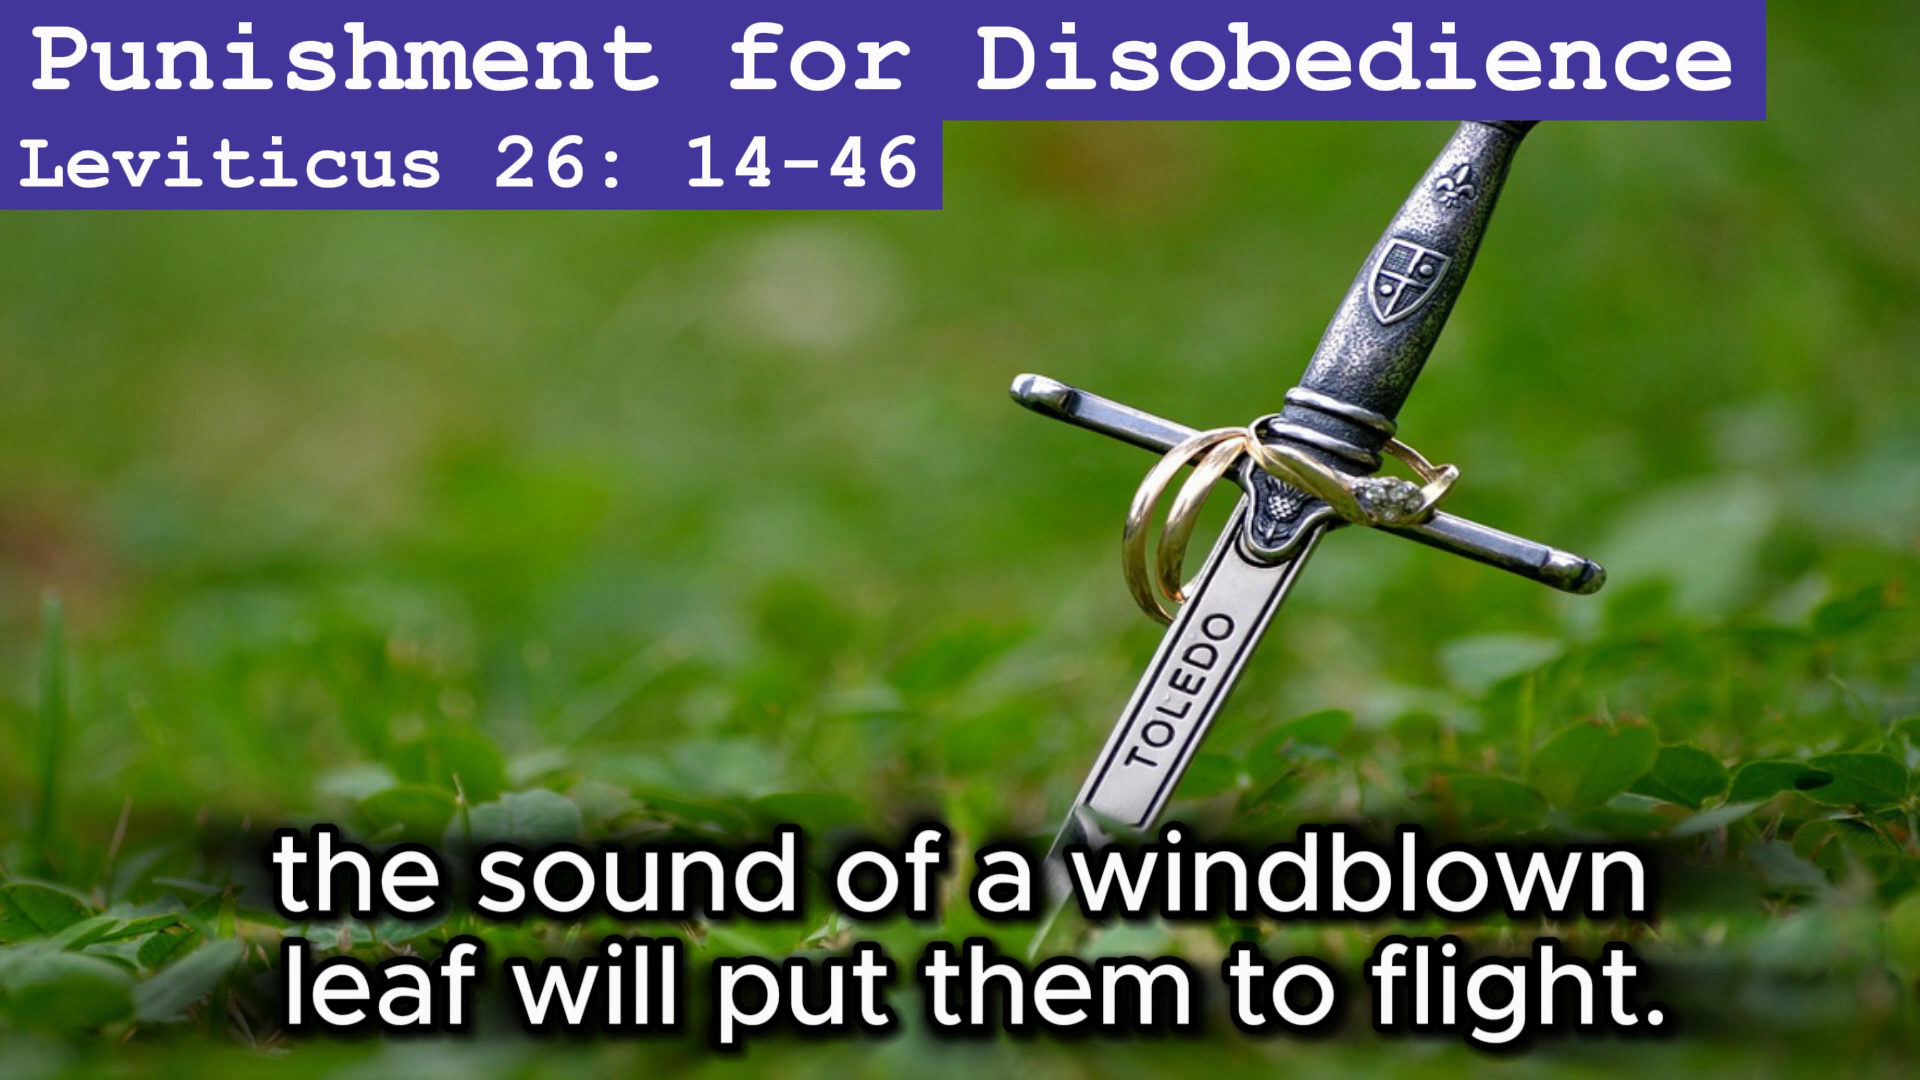 Punishment for Disobedience
Leviticus 26: 14-46
TOLEDO
the sound of a windblown
leaf will put them to flight.